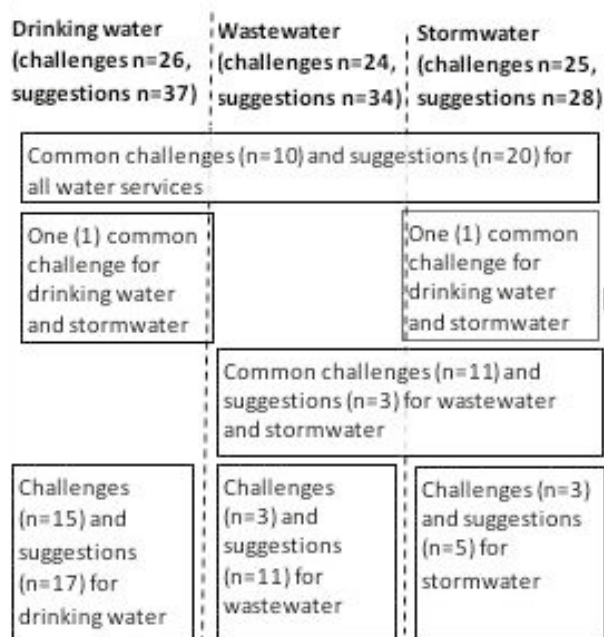 Drinking water
(challenges n=26,
suggestions n=37)
Wastewater
(challenges n=24,
suggestions n=34)
Stormwater
(challenges n=25,
suggestions n=28)
Common challenges (n=10) and suggestions (n=20) for
all water services
One (1) common
challenge for
drinking water
and stormwater
One (1) common
challenge for
drinking water
and stormwater
Common challenges (n=11) and
suggestions (n=3) for wastewater
and stormwater
Challenges
(n=15) and
suggestions
(n=17) for
drinking water
Challenges
(n=3) and
suggestions
(n=11) for
wastewater
Challenges (n=3)
and suggestions
(n=5) for
stormwater